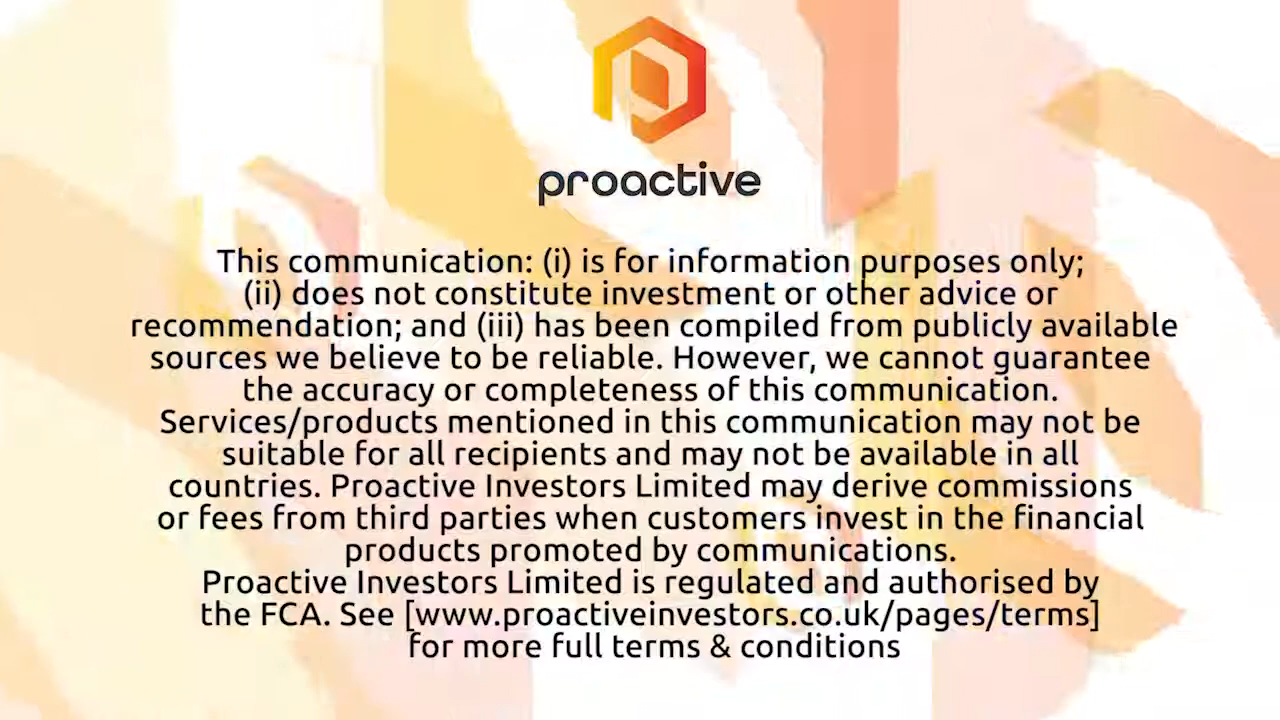 proactive
This communication: (i) is for information purposes only;
(ii) does not constitute investment or other advice or
recommendation; and (iii) has been compiled from publicly available
sources we believe to be reliable. However, we cannot guarantee
the accuracy or completeness of this communication.
Services/products mentioned in this communication may not be
suitable for all recipients and may not be available in all
countries. Proactive Investors Limited may derive commissions
or fees from third parties when customers invest in the financial
products promoted by communications.
Proactive Investors Limited is regulated and authorised by
the FCA. See [www.proactiveinvestors.co.uk/pages/terms]
for more full terms & conditions